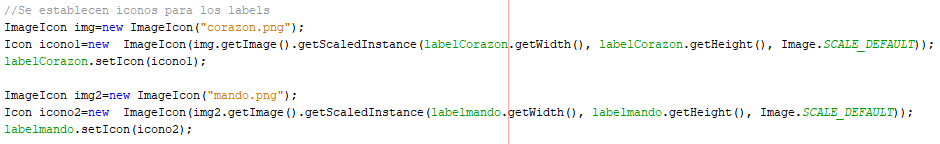 //Se establecen iconos para los labels
ImageIcon img=new ImageIcon("corazon.png");
Icon icono1=new  ImageIcon(img.getImage().getScaledInstance(labelCorazon.getWidth(), labelCorazon.getHeight(), Image.SCALE_DEFAULT));
labelCorazon.setIcon(icono1);

ImageIcon img2=new ImageIcon("mando.png");
Icon icono2=new  ImageIcon(img2.getImage().getScaledInstance(labelmando.getWidth(), labelmando.getHeight(), Image.SCALE_DEFAULT));
labelmando.setIcon(icono2);